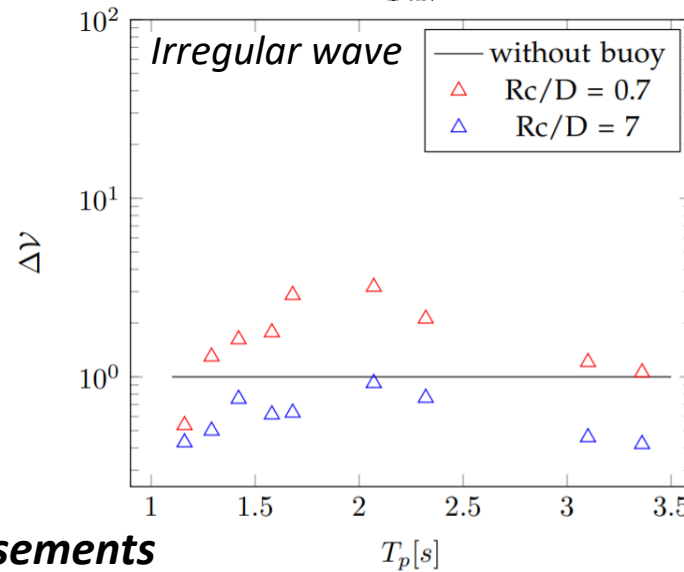 10^2
Irregular wave
without buoy
Rc/D = 0.7
Rc/D = 7
10^1
ΔV
10^0
1 1.5 2 2.5 3 3.5
T_p[s]
sements